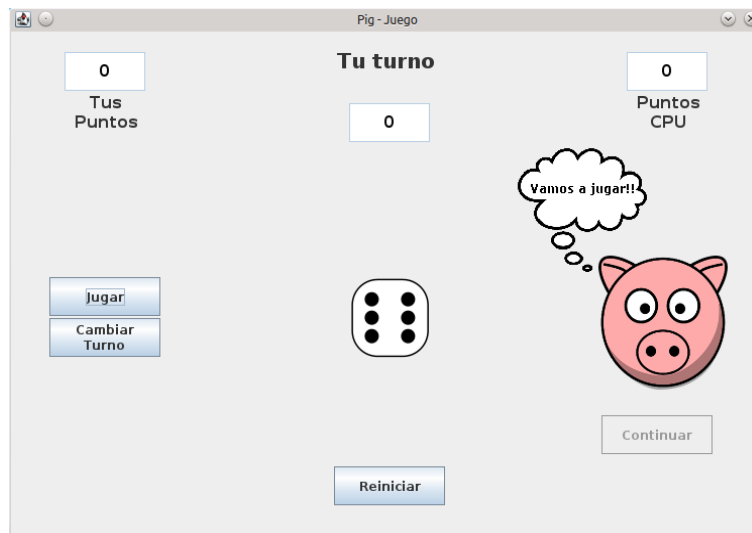 Pig - Juego
0
Tus
Puntos
Tu turno
0
0
Puntos
CPU
Vamos a jugar!!
Jugar
Cambiar
Turno
Continuar
Reiniciar